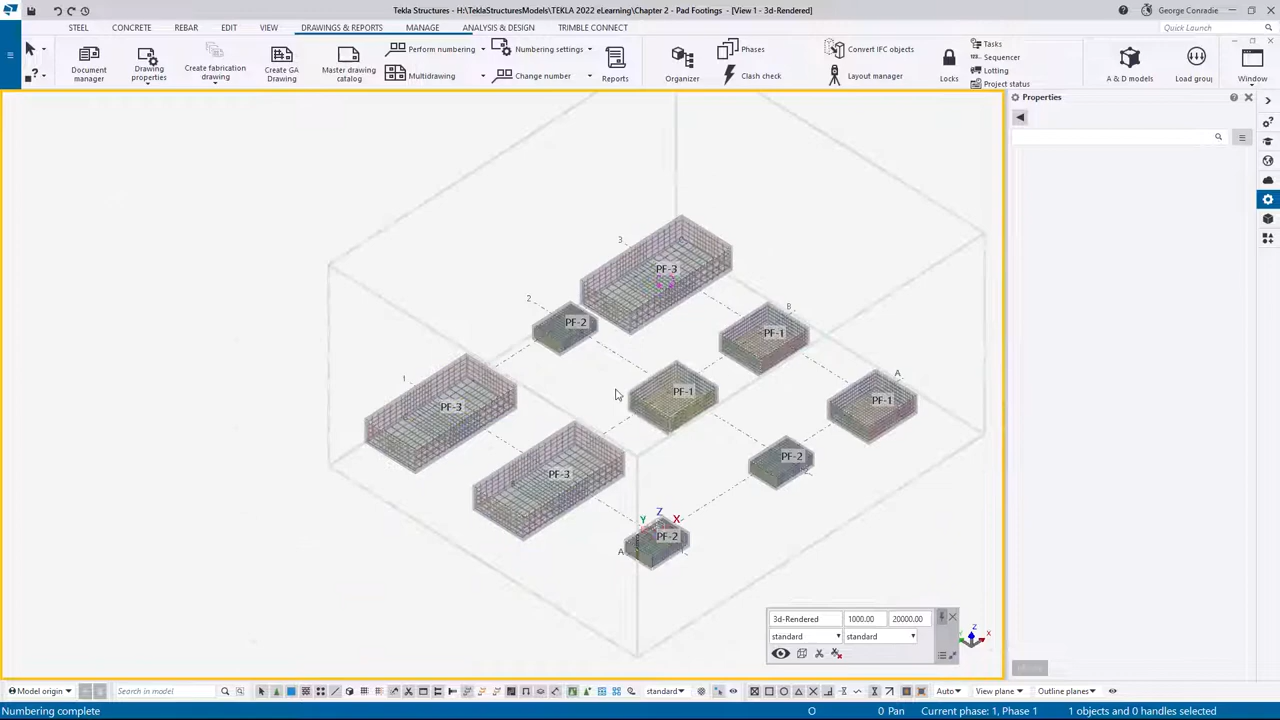 Tekla Structures - H:\TeklaStructuresModels\TEKLA 2022 eLearning\Chapter 2 - Pad Footings - [View 1 - 3d-Rendered]
George Conradie
STEEL CONCRETE REBAR EDIT VIEW DRAWINGS & REPORTS MANAGE ANALYSIS & DESIGN TRIMBLE CONNECT
Quick Launch
Document manager
Drawing properties
Create fabrication drawing
Create GA Drawing
Master drawing catalog
Perform numbering
Multidrawing
Numbering settings
Change number
Reports
Organizer
Phases
Clash check
Convert IFC objects
Layout manager
Locks
Tasks
Sequencer
Lotting
Project status
A & D models
Load group
Window
Properties
3
PF-3
2
PF-2
B
PF-1
1
PF-3
PF-1
A
PF-1
PF-3
PF-2
Z
Y X
PF-2
A
3d-Rendered 1000.00 20000.00
standard standard
Z
X
Model origin
Search in model
standard
Auto
View plane
Outline planes
Numbering complete
O
0 Pan
Current phase: 1, Phase 1
1 objects and 0 handles selected